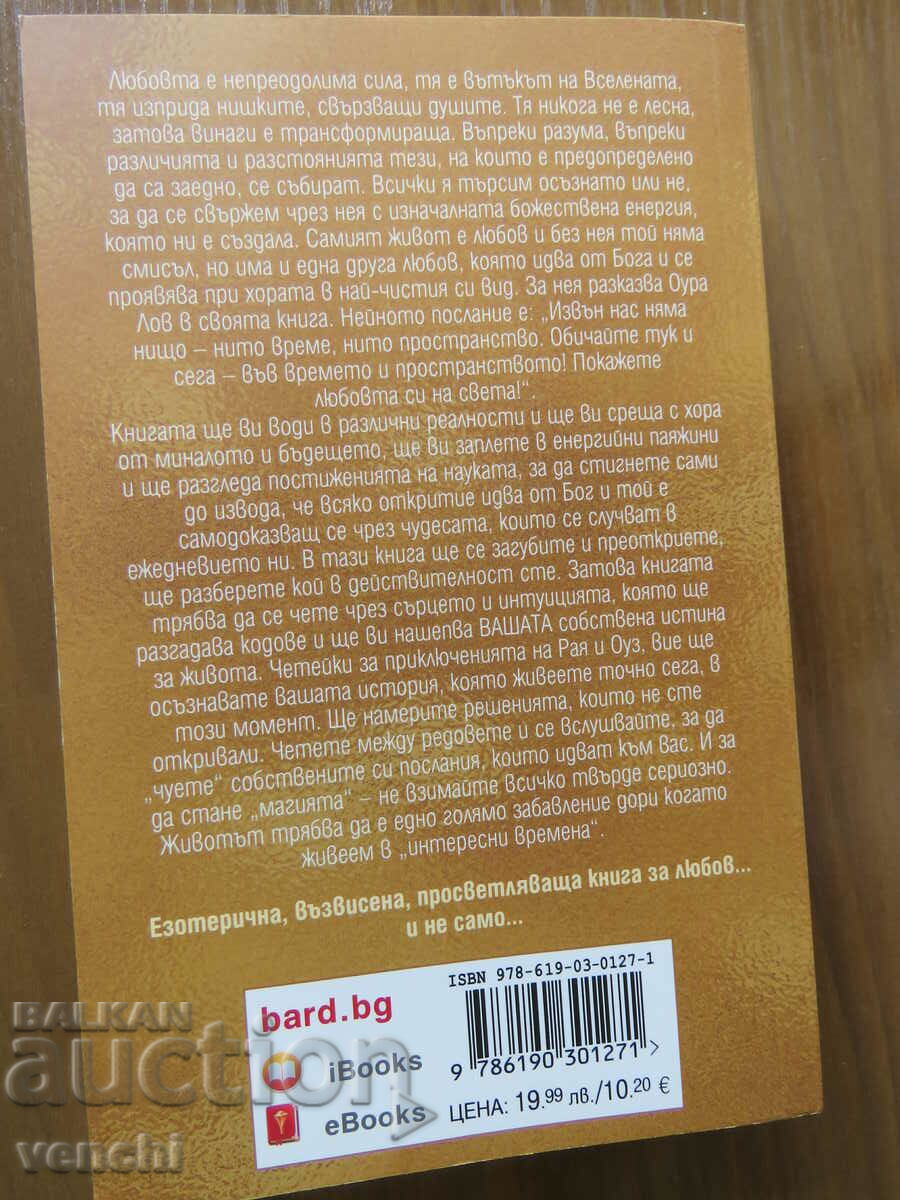 Любовта е непреодолима сила, тя е вътъкът на Вселената,
тя изприда нишките, свързващи душите. Тя никога не е лесна,
затова винаги е трансформираща. Въпреки разума, въпреки
различията и разстоянията тези, на които е предопределено
да са заедно, се събират. Всички я търсим осъзнато или не,
за да се свържем чрез нея с изначалната божествена енергия,
която ни е създала. Самият живот е любов и без нея той няма
смисъл, но има и една друга любов, която идва от Бога и се
проявява при хората в най-чистия си вид. За нея разказва Оура
Лов в своята книга. Нейното послание е: „Извън нас няма
нищо – нито време, нито пространство. Обичайте тук и
сега – във времето и пространството! Покажете
любовта си на света!“.
Книгата ще ви води в различни реалности и ще ви среща с хора
от миналото и бъдещето, ще ви заплете в енергийни паяжини
и ще разгледа постиженията на науката, за да стигнете сами
до извода, че всяко откритие идва от Бог и той е
самодоказващ се чрез чудесата, които се случват в
ежедневието ни. В тази книга ще се загубите и преоткриете,
ще разберете кой в действителност сте. Затова книгата
трябва да се чете чрез сърцето и интуицията, която ще
разгадава кодове и ще ви нашепва ВАШАТА собствена истина
за живота. Четейки за приключенията на Рая и Оуз, вие ще
осъзнавате вашата история, която живеете точно сега, в
този момент. Ще намерите решенията, които не сте
откривали. Четете между редовете и се вслушвайте, за да
„чуете“ собствените си послания, които идват към Вас. И за
да стане „магията“ – не взимайте всичко твърде сериозно.
Животът трябва да е едно голямо забавление дори когато
живеем в „интересни времена“.
Езотерична, възвисена, просветляваща книга за любов...
и не само...
ISBN 978-619-03-0127-1
bard.bg
iBooks
eBooks
9 786190 301271 >
ЦЕНА: 19.99 лв./10.20 €
BALKAN
auction
venchi